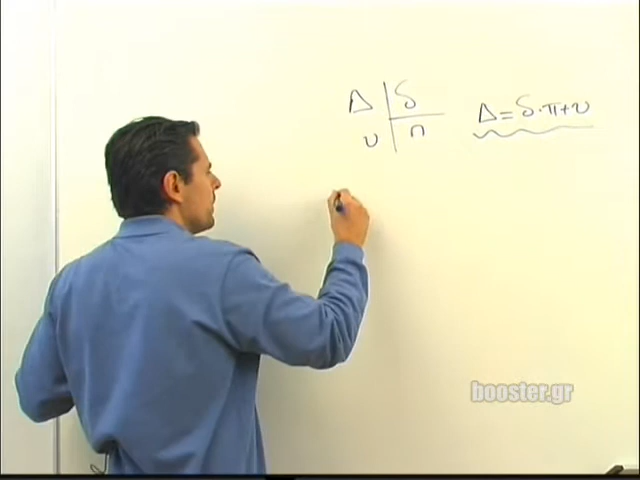 Δ δ
υ π
Δ = δ·π+υ
booster.gr